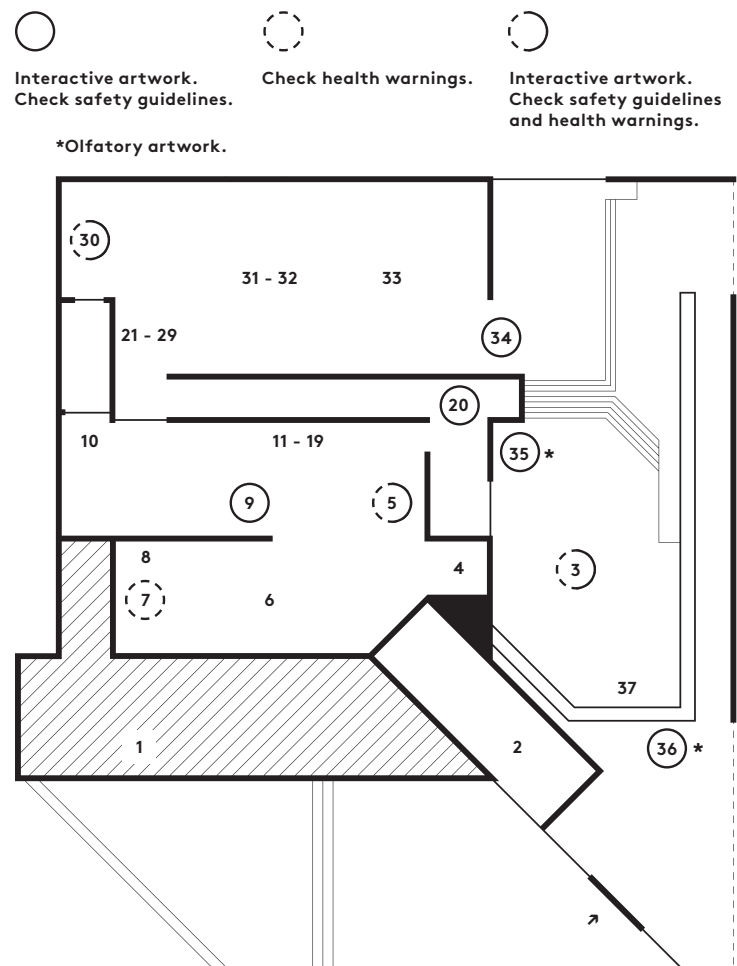 Interactive artwork.
Check safety guidelines.
Check health warnings.
Interactive artwork.
Check safety guidelines
and health warnings.
*Olfactory artwork.
30
31 - 32
33
21 - 29
34
20
10
11 - 19
35 *
9
5
8
4
3
7
6
37
1
2
36 *
↗